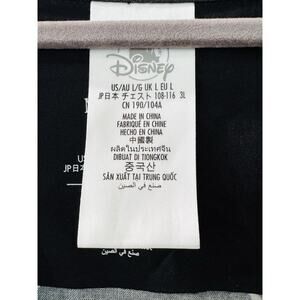 Disney
US/AU L/G UK L EU L
JP日本 チェスト 108-116 3L
CN 190/104A
MADE IN CHINA
FABRIQUÉ EN CHINE
HECHO EN CHINA
中國製
ผลิตในประเทศจีน
DIBUAT DI TIONGKOK
중국산
SẢN XUẤT TẠI TRUNG QUỐC
صنع في الصين